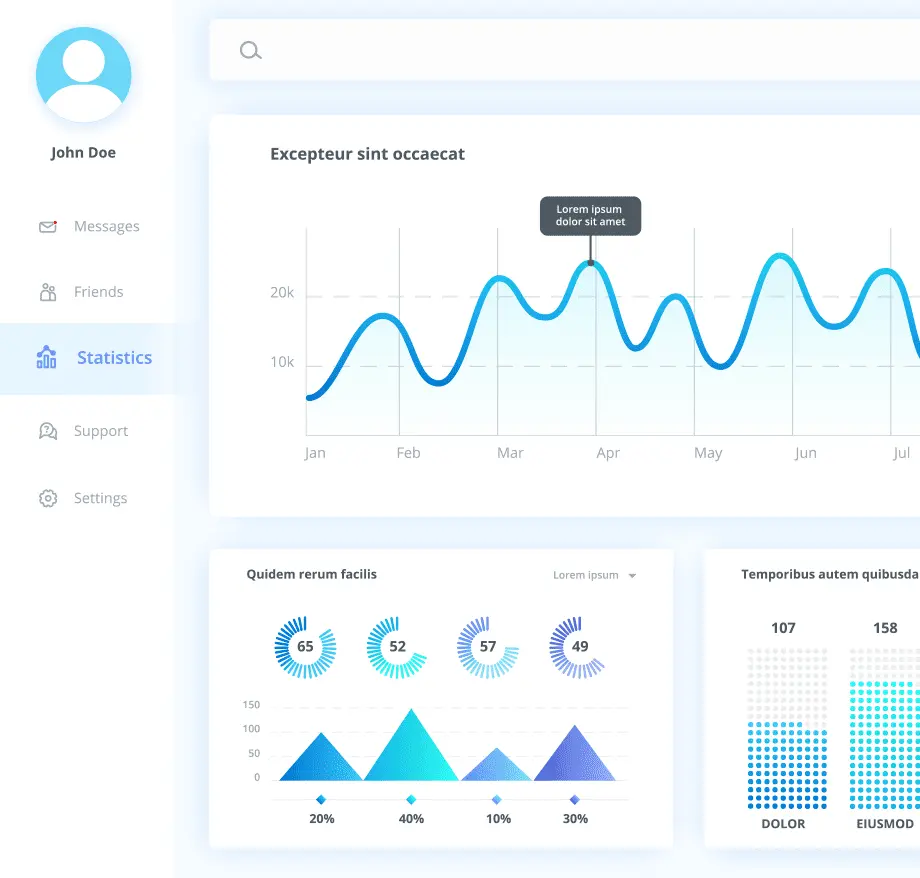 John Doe
Messages
Friends
Statistics
Support
Settings
Excepteur sint occaecat
Lorem ipsum
dolor sit amet
20k
10k
Jan Feb Mar Apr May Jun Jul
Quidem rerum facilis
Lorem ipsum
65 52 57 49
150
100
50
0
20% 40% 10% 30%
Temporibus autem quibusda
107 158
DOLOR EIUSMOD